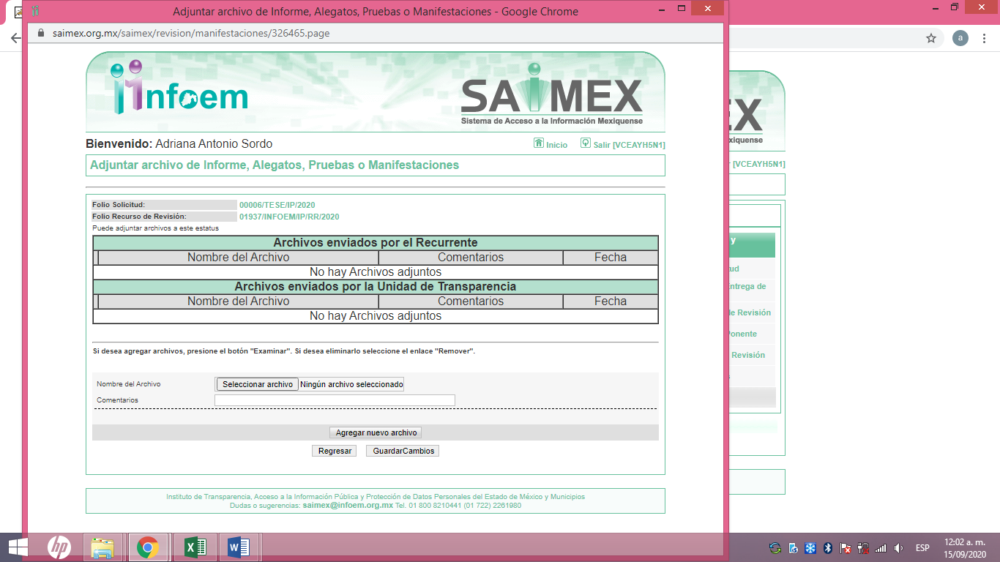 Adjuntar archivo de Informe, Alegatos, Pruebas o Manifestaciones - Google Chrome
saimex.org.mx/saimex/revision/manifestaciones/326465.page
a
infoem
SAIMEX
Sistema de Acceso a la Información Mexiquense
EX
xiquense
Bienvenido: Adriana Antonio Sordo
Inicio
Salir [VCEAYH5N1]
r [VCEAYH5N1]
Adjuntar archivo de Informe, Alegatos, Pruebas o Manifestaciones
Folio Solicitud: 00006/TESE/IP/2020
Folio Recurso de Revisión: 01937/INFOEM/IP/RR/2020
Puede adjuntar archivos a este estatus
Archivos enviados por el Recurrente
Nombre del Archivo Comentarios Fecha
No hay Archivos adjuntos
Archivos enviados por la Unidad de Transparencia
Nombre del Archivo Comentarios Fecha
No hay Archivos adjuntos
y
ud
ntrega de
de Revisión
Ponente
Revisión
s
Si desea agregar archivos, presione el botón "Examinar". Si desea eliminarlo seleccione el enlace "Remover".
Nombre del Archivo Seleccionar archivo Ningún archivo seleccionado
Comentarios
Agregar nuevo archivo
Regresar GuardarCambios
Instituto de Transparencia, Acceso a la Información Pública y Protección de Datos Personales del Estado de México y Municipios
Dudas o sugerencias: saimex@infoem.org.mx Tel. 01 800 8210441 (01 722) 2261980
hp
ESP
12:02 a. m.
15/09/2020